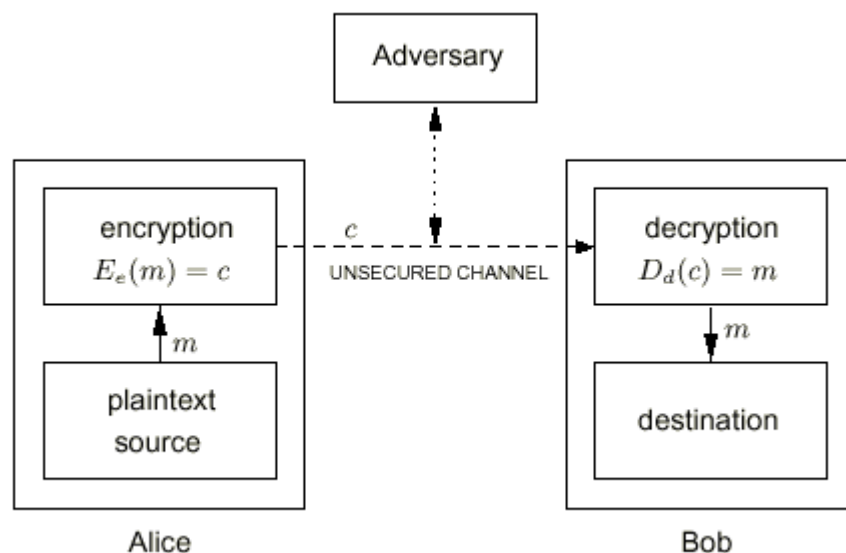 Adversary
encryption
$E_e(m) = c$
c
UNSECURED CHANNEL
decryption
$D_d(c) = m$
m
m
plaintext
source
destination
Alice
Bob